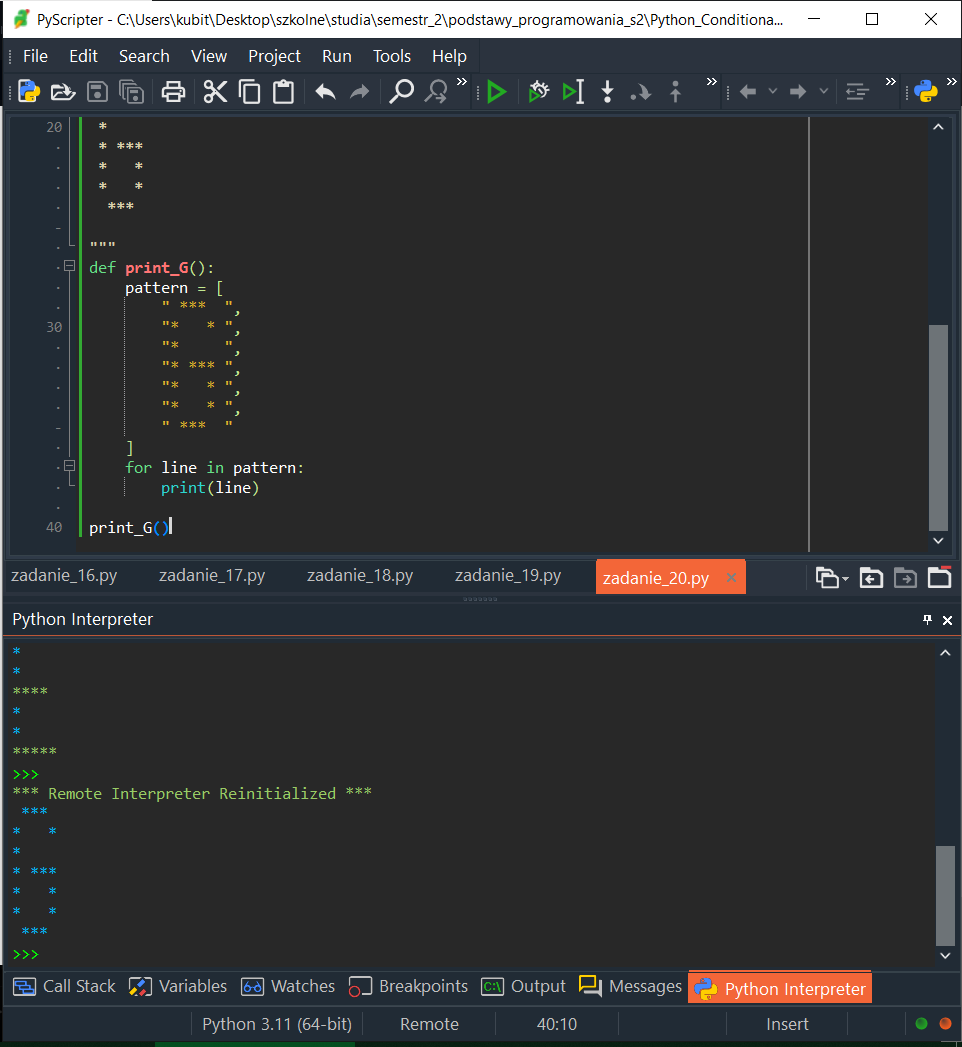 PyScripter - C:\Users\kubit\Desktop\szkolne\studia\semestr_2\podstawy_programowania_s2\Python_Conditiona...
File Edit Search View Project Run Tools Help
20  *
 * ***
 *   *
 *   *
  ***
"""
def print_G():
    pattern = [
        " ***  ",
30        "*   * ",
        "*     ",
        "* *** ",
        "*   * ",
        "*   * ",
        " ***  "
    ]
    for line in pattern:
        print(line)
40 print_G()
zadanie_16.py zadanie_17.py zadanie_18.py zadanie_19.py zadanie_20.py
Python Interpreter
*
*
****
*
*
*****
>>>
*** Remote Interpreter Reinitialized ***
 ***
*   *
*
* ***
*   *
*   *
 ***
>>>
Call Stack Variables Watches Breakpoints Output Messages Python Interpreter
Python 3.11 (64-bit) Remote 40:10 Insert